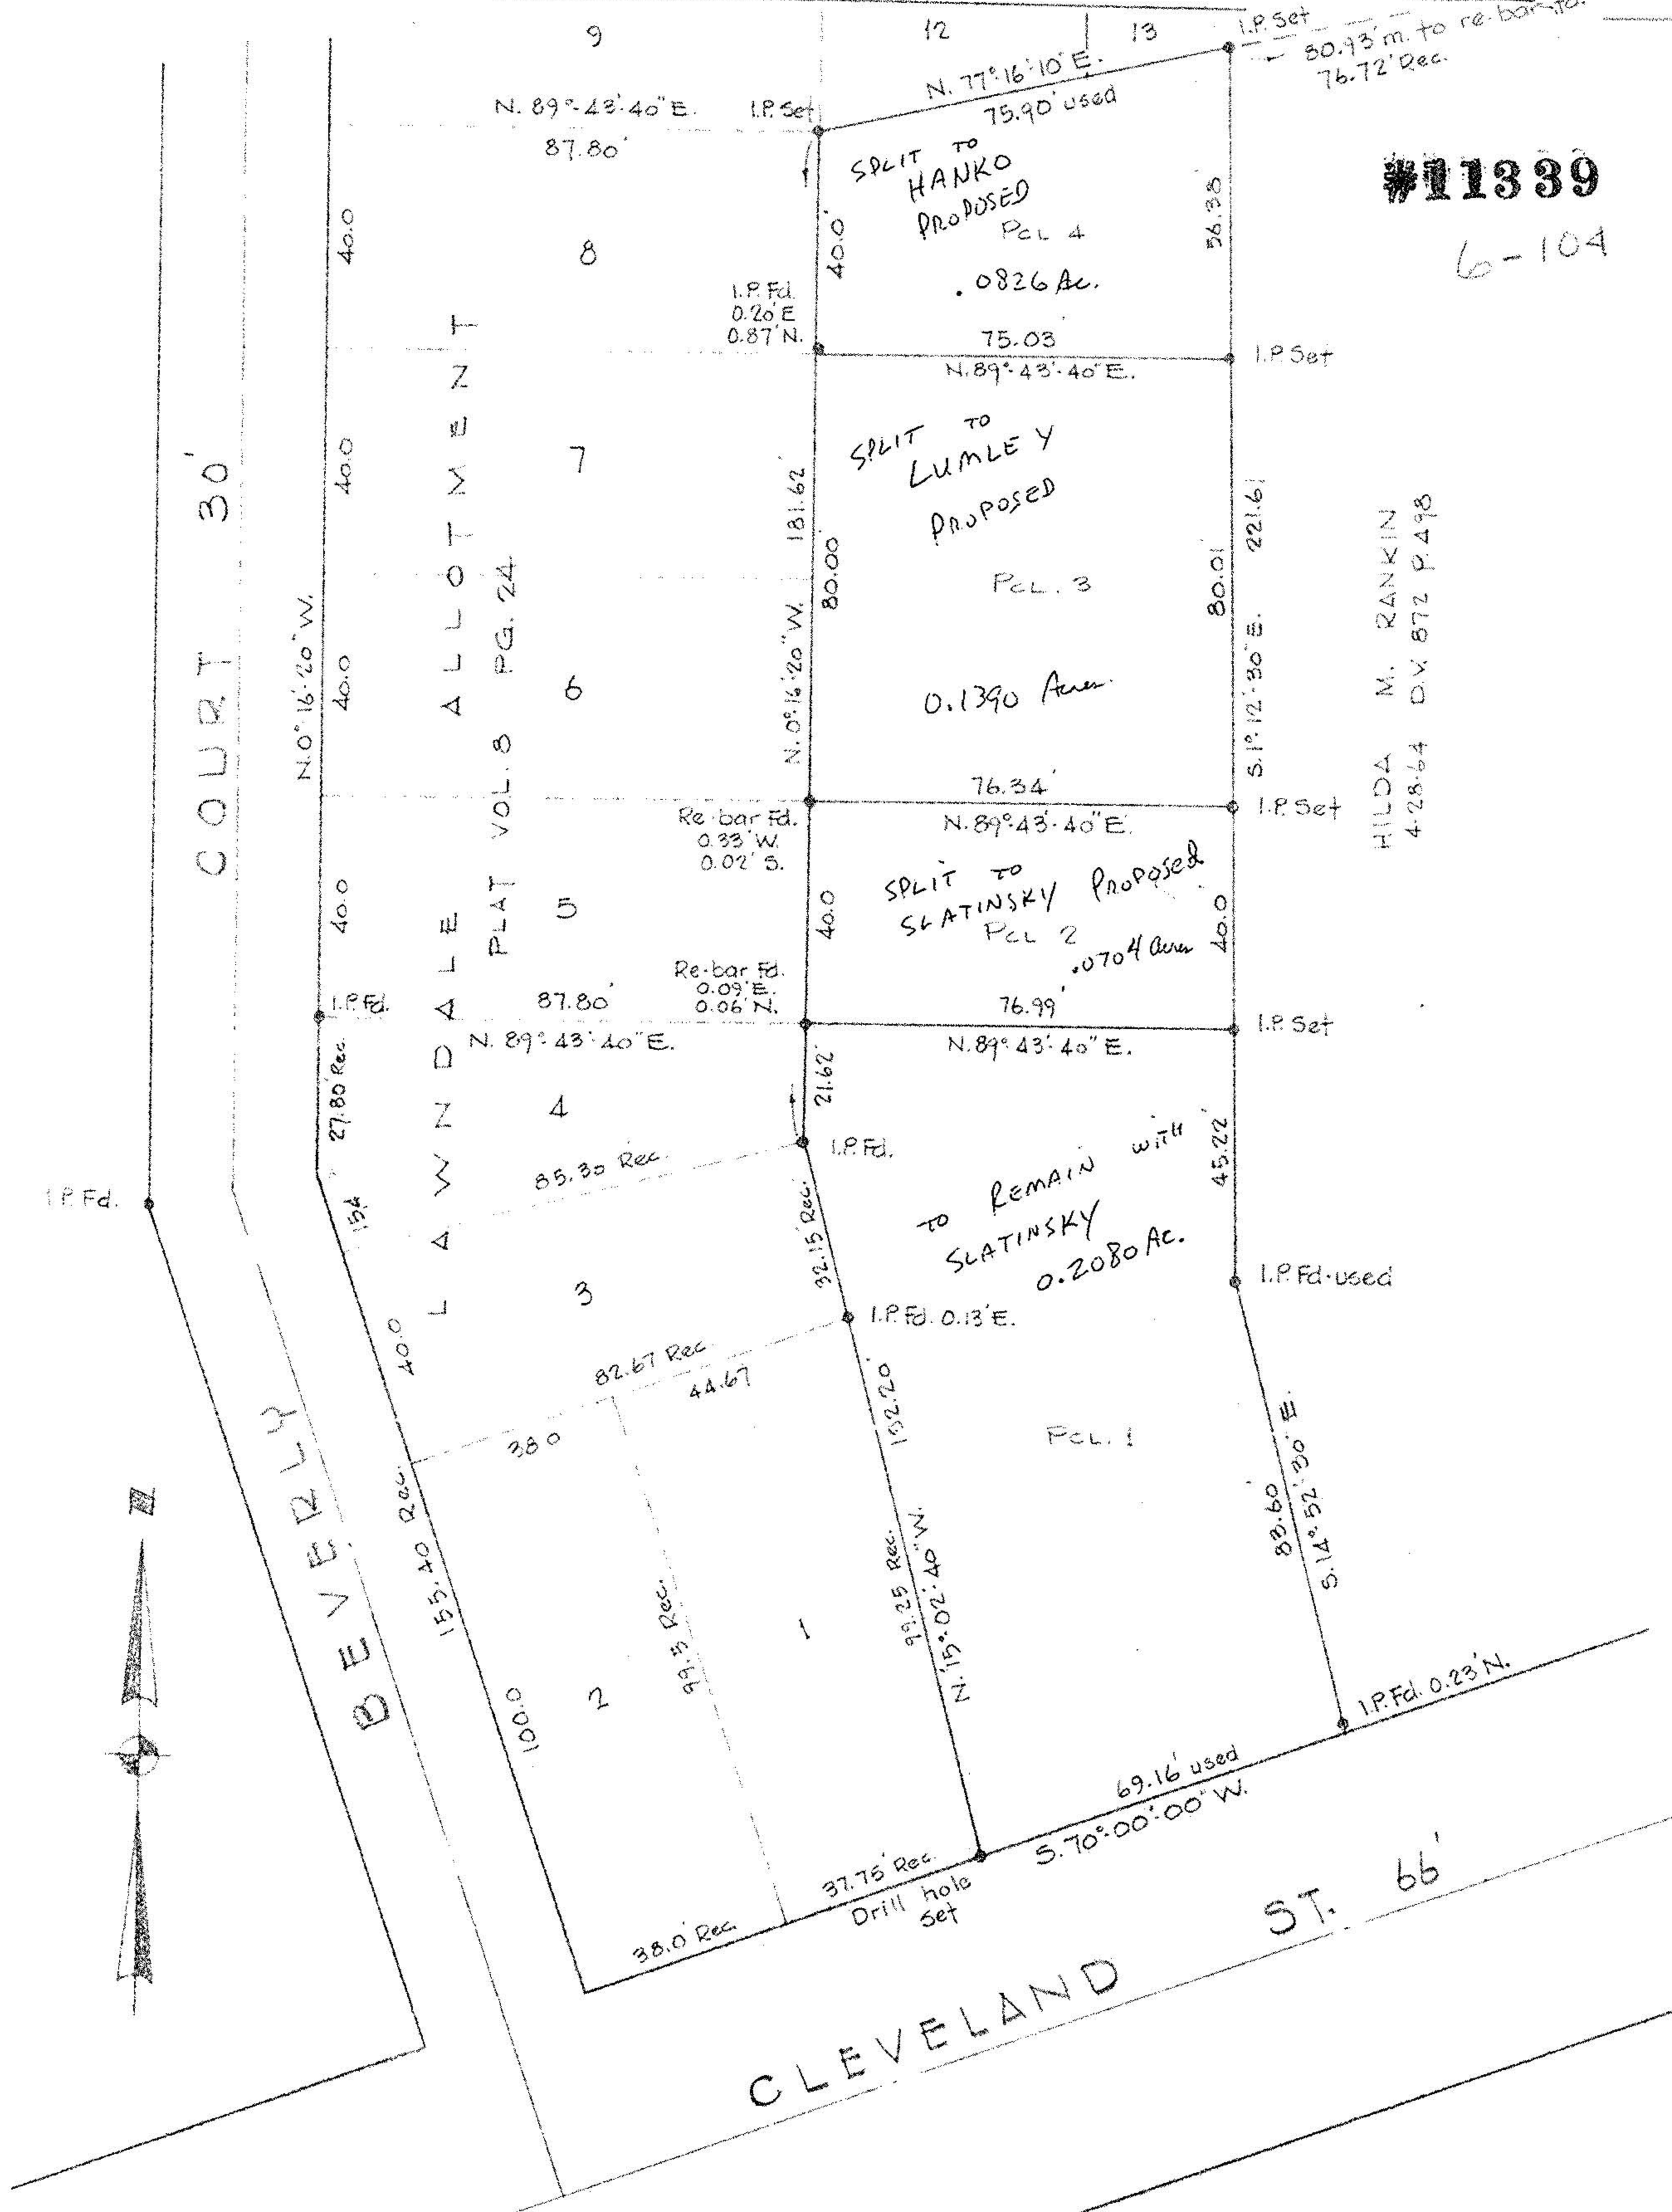 9
12
13
I.P. Set
80.93' m. to re-bar fd.
76.72' Rec.
N. 77°-16'-10" E.
75.90' used
N. 89°-43'-40" E.
I.P. Set
87.80'
SPLIT TO
HANKO
PROPOSED
PCL 4
.0826 Ac.
#11339
6-104
40.0
8
40.0'
56.38
I.P. Fd.
0.20' E
0.87' N.
75.03'
N. 89°-43'-40" E.
I.P. Set
COURT 30'
40.0
7
SPLIT TO
LUMLEY
PROPOSED
PCL. 3
0.1390 Acres.
N. 0°-16'-20" W. 181.62'
80.00
80.01'
S. 1°-12'-30" E. 221.61
HILDA M. RANKIN
4-28-64 D.V. 872 P. 498
N. 0°-16'-20" W.
LAWNDALE ALLOTMENT
PLAT VOL. 8 PG. 24
40.0
6
76.34'
N. 89°-43'-40" E.
I.P. Set
Re-bar Fd.
0.33' W.
0.02' S.
40.0
5
40.0
SPLIT TO
SLATINSKY PROPOSED
PCL 2
.0704 Acres
40.0
Re-bar Fd.
0.09' E.
0.06' N.
I.P. Fd.
87.80'
N. 89°-43'-40" E.
76.99'
N. 89°-43'-40" E.
I.P. Set
27.80' Rec.
4
21.62'
45.22'
85.30 Rec.
I.P. Fd.
I.P. Fd.
15.4
TO REMAIN WITH
SLATINSKY
0.2080 AC.
32.15' Rec.
3
I.P. Fd. 0.13' E.
I.P. Fd. used
40.0
82.67 Rec.
44.67
38.0
132.20'
PCL. 1
BEVERLY
155.40 Rec.
99.25 Rec.
N. 15°-02'-40" W.
83.60'
S. 14°-52'-30" E.
99.5 Rec.
1
2
100.0
N
I.P. Fd. 0.23' N.
69.16' used
S. 70°-00'-00" W.
37.75' Rec.
Drill hole
set
38.0' Rec.
CLEVELAND ST. 66'